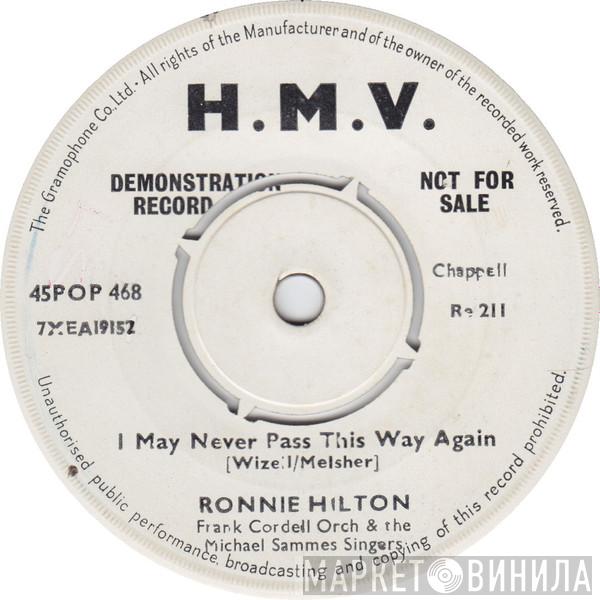 The Gramophone Co. Ltd. · All rights of the Manufacturer and of the owner of the recorded work reserved.
H.M.V.
DEMONSTRATION
RECORD
NOT FOR
SALE
Chappell
45POP 468
Re 211
7XEA19152
I May Never Pass This Way Again
[Wizell/Melsher]
RONNIE HILTON
Frank Cordell Orch & the
Michael Sammes Singers
Unauthorised public performance, broadcasting and copying of this record prohibited.
МАРКЕТ ВИНИЛА